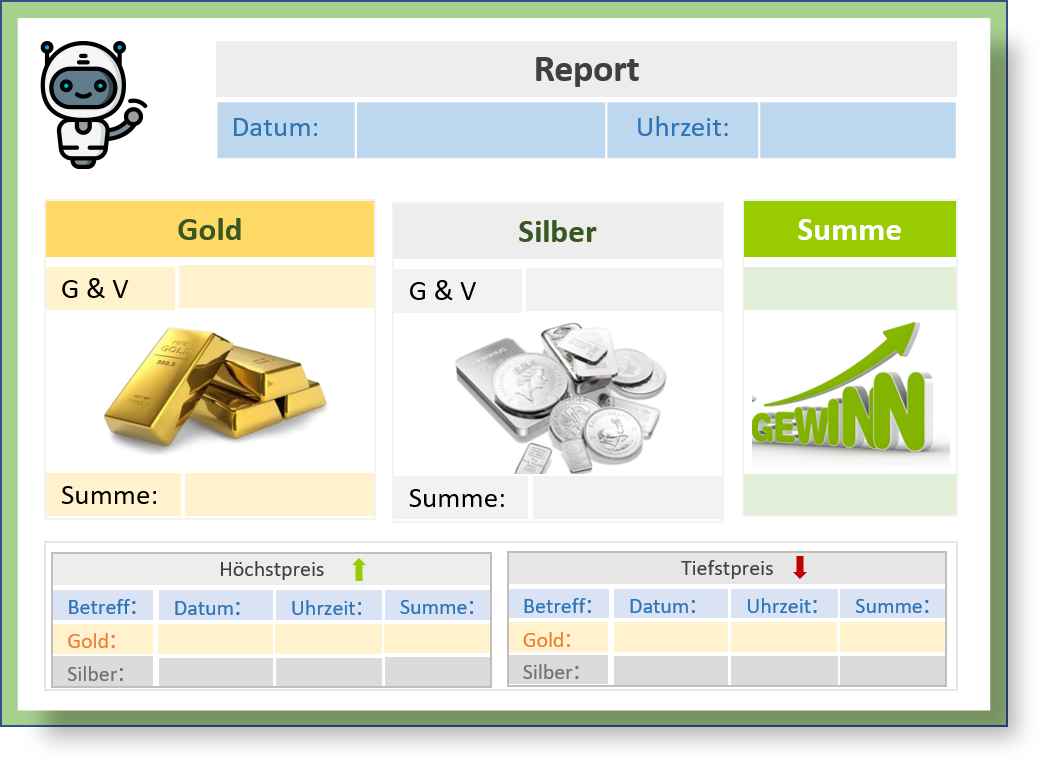 Report
Datum: Uhrzeit:
Gold
G & V
Summe:
Silber
G & V
Summe:
Summe
GEWINN
Höchstpreis
Betreff: Datum: Uhrzeit: Summe:
Gold:
Silber:
Tiefstpreis
Betreff: Datum: Uhrzeit: Summe:
Gold:
Silber: